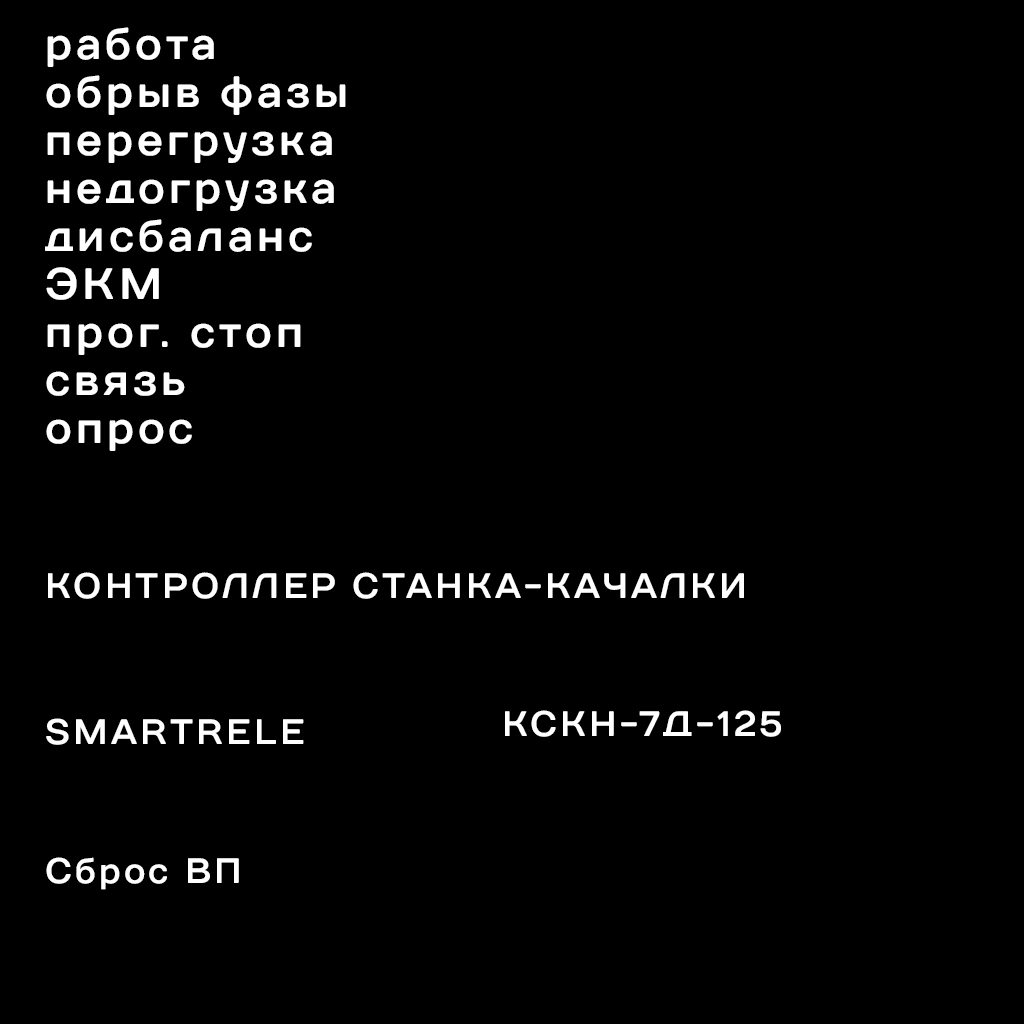 работа
обрыв фазы
перегрузка
недогрузка
дисбаланс
ЭКМ
прог. стоп
связь
опрос
КОНТРОЛЛЕР СТАНКА-КАЧАЛКИ
SMARTRELE
КСКН-7Д-125
Сброс ВП